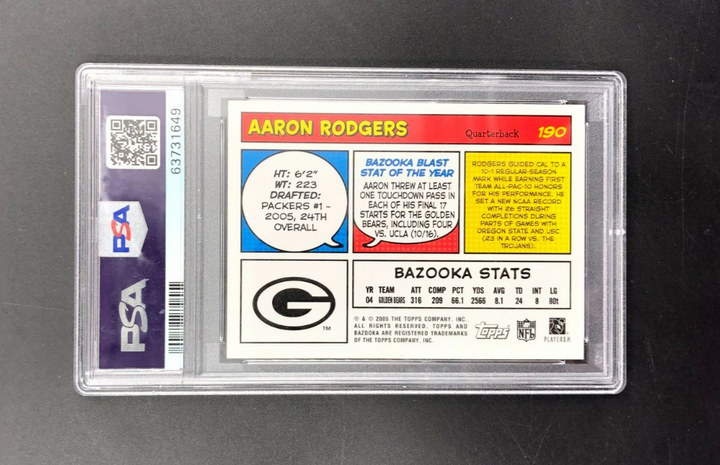 PSA
PSA
63731649
AARON RODGERS
Quarterback 190
HT: 6'2"
WT: 223
DRAFTED:
PACKERS #1 -
2005, 24TH
OVERALL
BAZOOKA BLAST
STAT OF THE YEAR
AARON THREW AT LEAST
ONE TOUCHDOWN PASS IN
EACH OF HIS FINAL 17
STARTS FOR THE GOLDEN
BEARS, INCLUDING FOUR
VS. UCLA (10/16).
RODGERS GUIDED CAL TO A
10-1 REGULAR-SEASON
MARK WHILE EARNING FIRST
TEAM ALL-PAC-10 HONORS
FOR HIS PERFORMANCE. HE
SET A NEW NCAA RECORD
WITH 26 STRAIGHT
COMPLETIONS DURING
PARTS OF GAMES WITH
OREGON STATE AND USC
(23 IN A ROW VS. THE
TROJANS).
BAZOOKA STATS
YR TEAM ATT COMP PCT YDS AVG TD INT LG
04 GOLDEN BEARS 316 209 66.1 2566 8.1 24 8 80t
G
TM
® & © 2005 THE TOPPS COMPANY, INC.
ALL RIGHTS RESERVED. TOPPS AND
BAZOOKA ARE REGISTERED TRADEMARKS
OF THE TOPPS COMPANY, INC.
TOPPS
NFL
PLAYERS